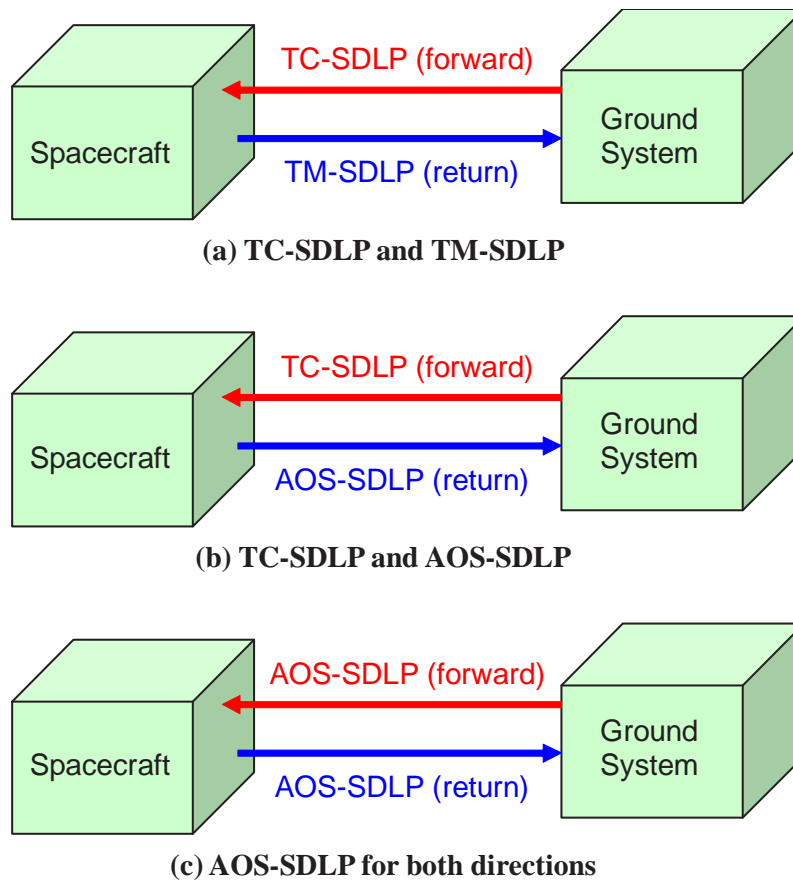 TC-SDLP (forward)
Spacecraft
Ground
System
TM-SDLP (return)
(a) TC-SDLP and TM-SDLP
TC-SDLP (forward)
Spacecraft
Ground
System
AOS-SDLP (return)
(b) TC-SDLP and AOS-SDLP
AOS-SDLP (forward)
Spacecraft
Ground
System
AOS-SDLP (return)
(c) AOS-SDLP for both directions